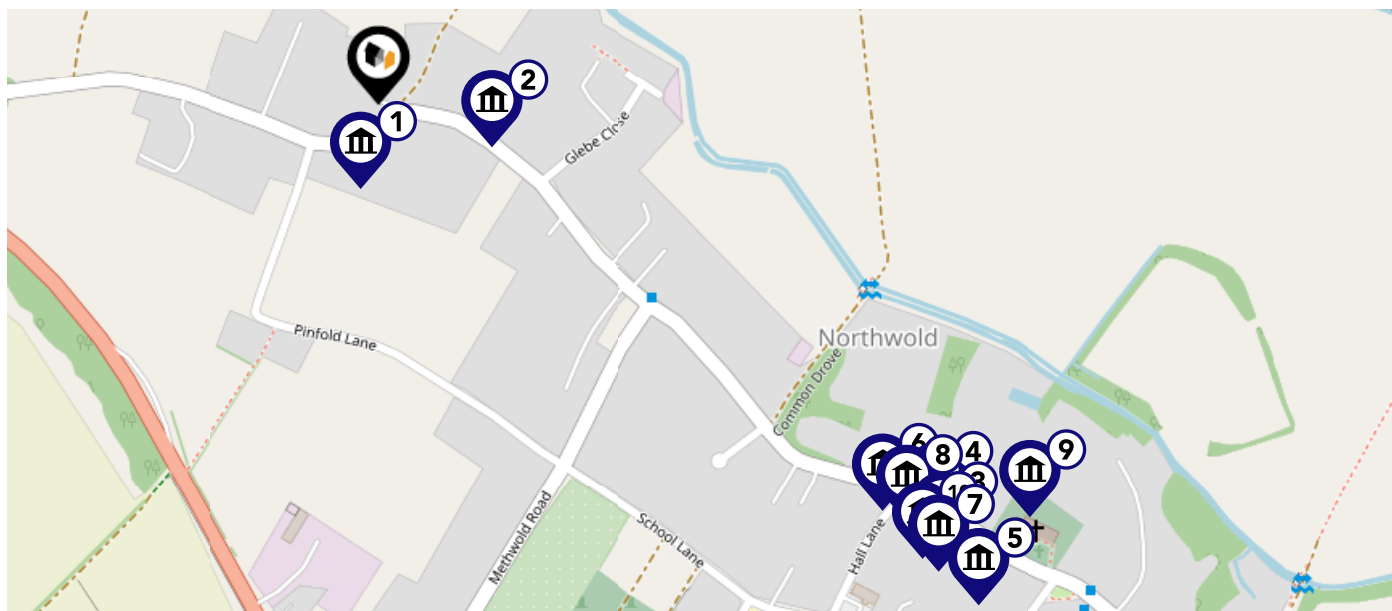 2
1
Glebe Close
Pinfold Lane
Northwold
Common Drove
6
8
4
9
3
10
7
5
Hall Lane
School Lane
Methwold Road